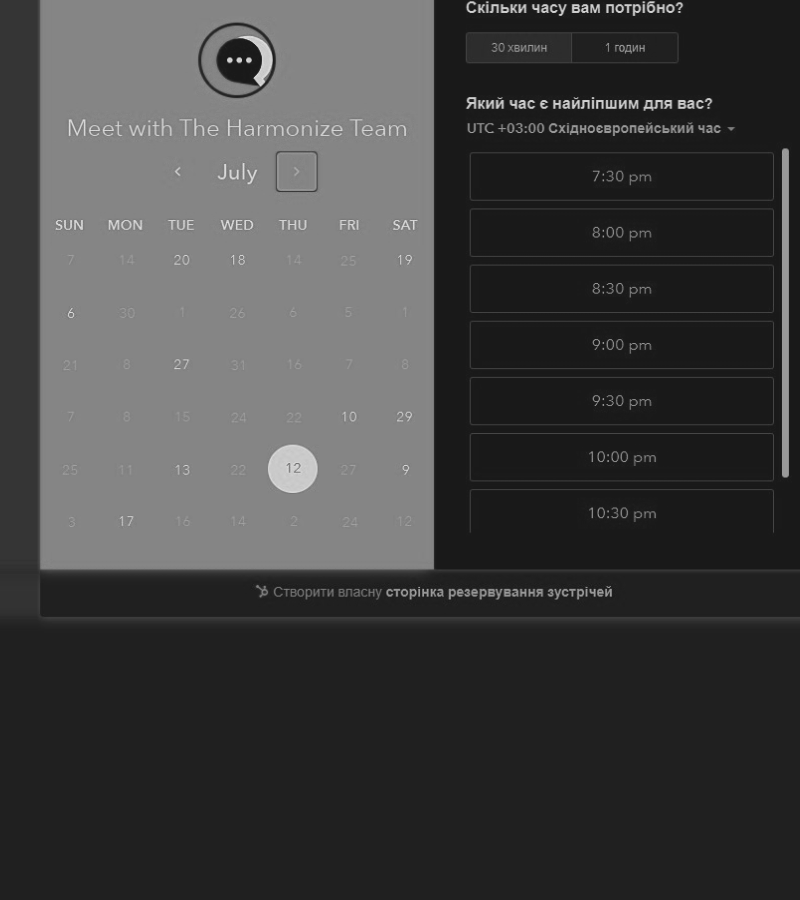 Meet with The Harmonize Team
July
SUN MON TUE WED THU FRI SAT
7 14 20 18 14 25 19
6 30 1 26 6 5 1
21 8 27 31 16 7 8
7 8 15 24 22 10 29
25 11 13 22 12 27 9
3 17 16 14 2 24 12
Скільки часу вам потрібно?
30 хвилин 1 годин
Який час є найліпшим для вас?
UTC +03:00 Східноєвропейський час
7:30 pm
8:00 pm
8:30 pm
9:00 pm
9:30 pm
10:00 pm
10:30 pm
Створити власну сторінка резервування зустрічей